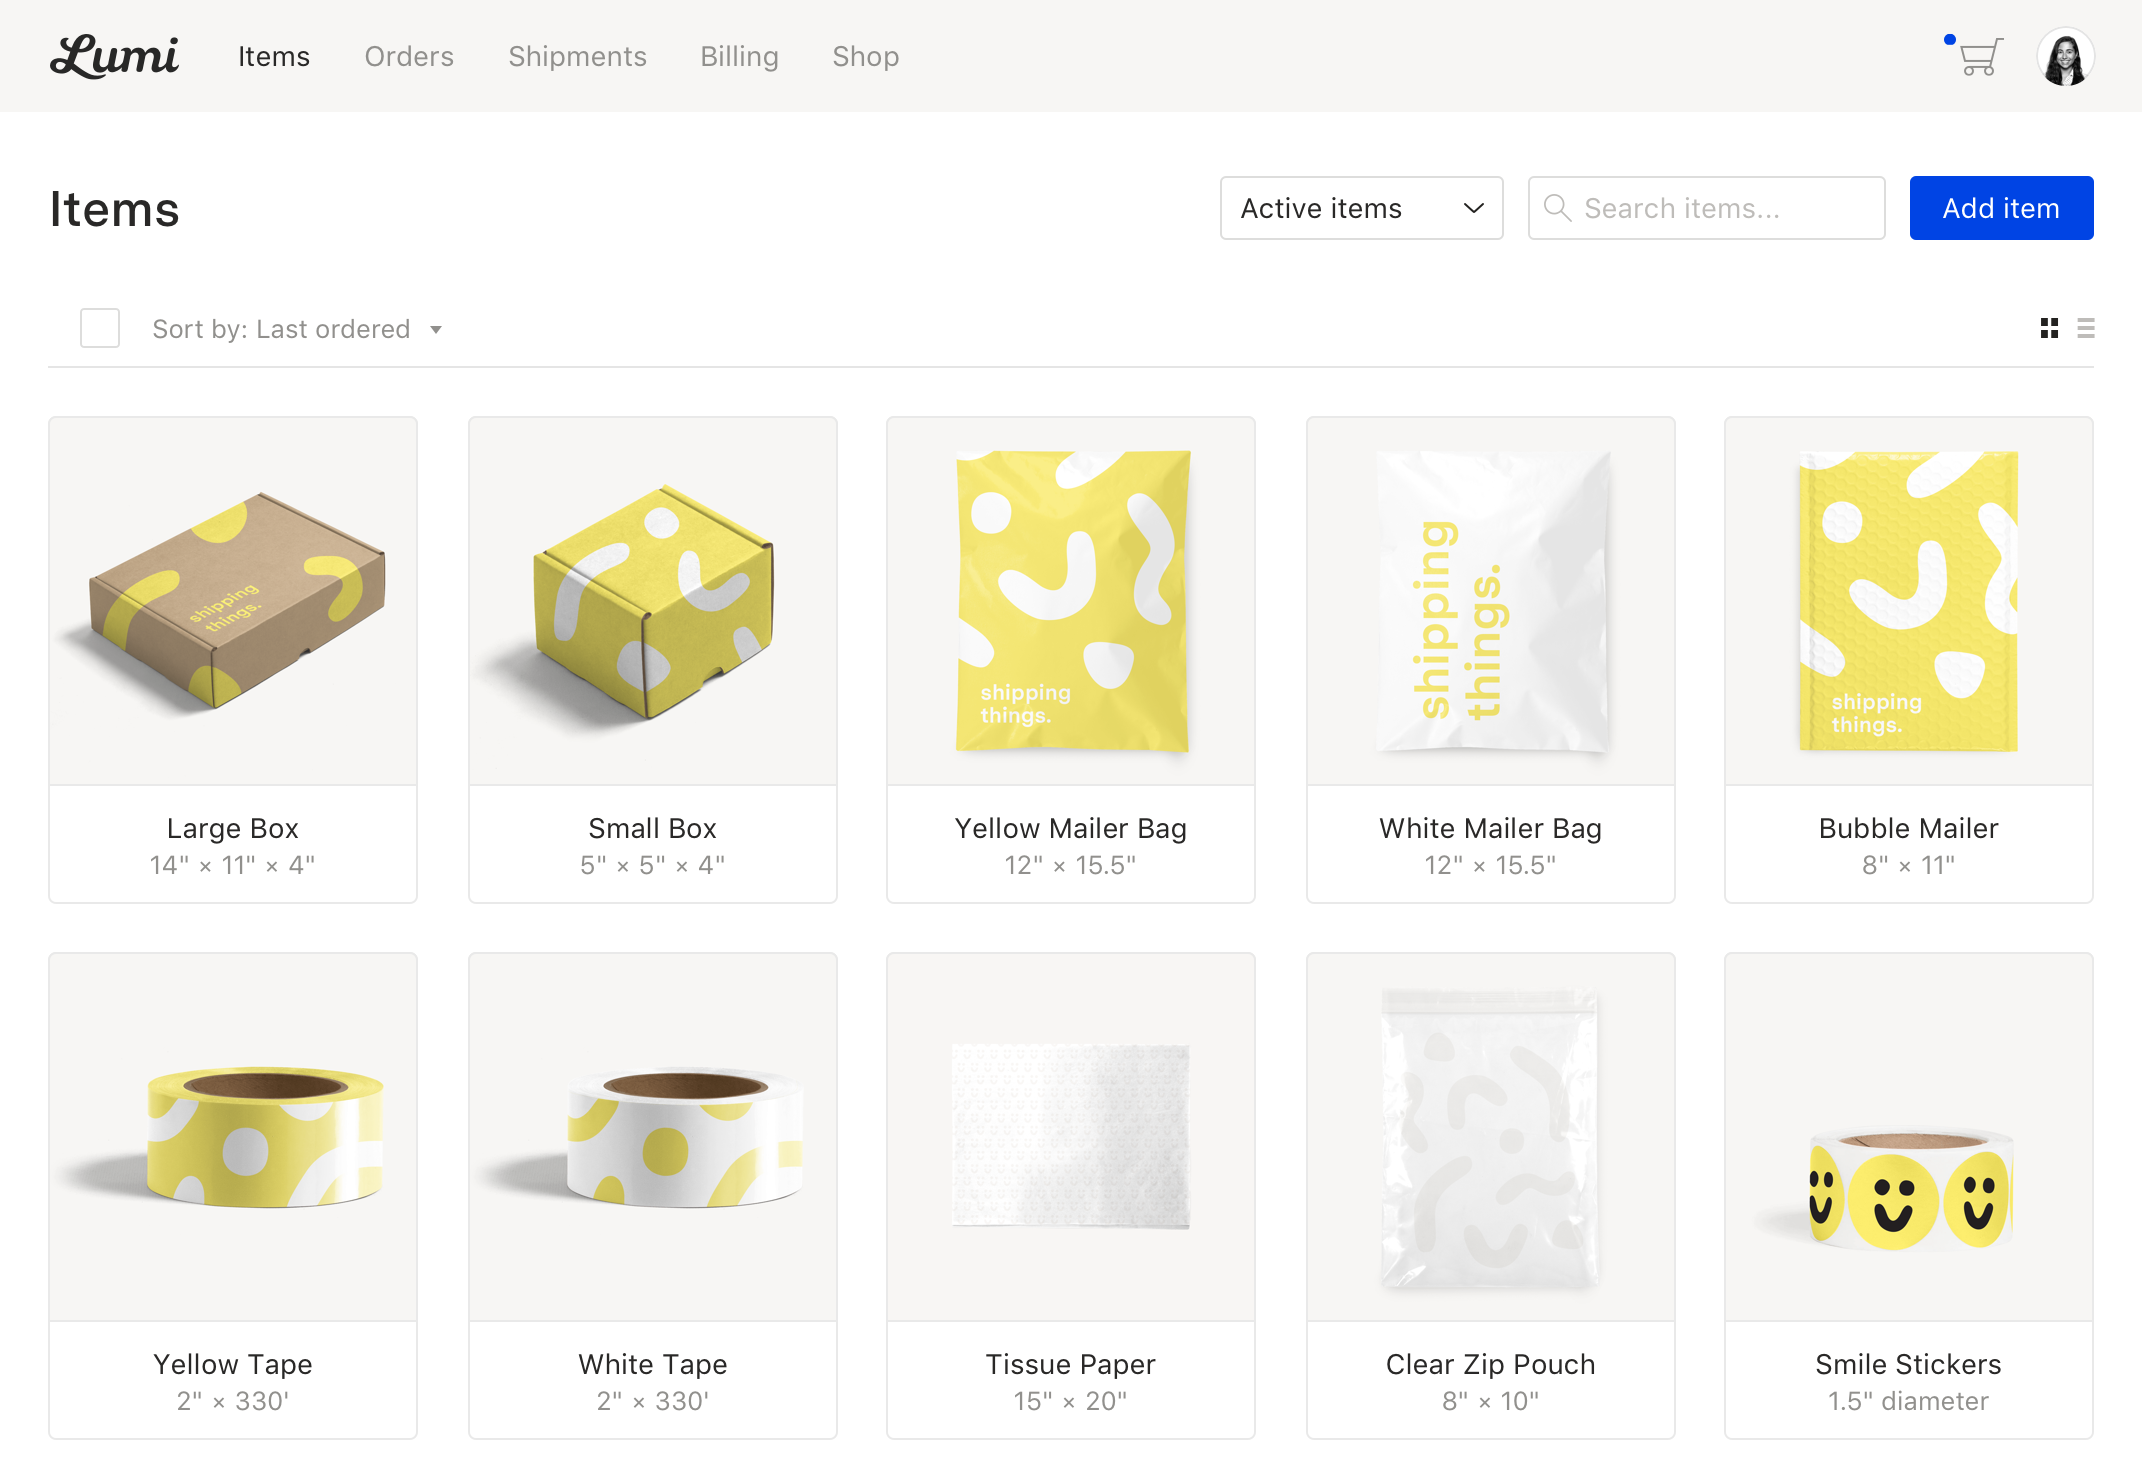 Lumi
Items
Orders
Shipments
Billing
Shop
Items
Active items
Search items...
Add item
Sort by: Last ordered
shipping
things.
shipping
things.
shipping
things.
shipping
things.
Large Box
14" × 11" × 4"
Small Box
5" × 5" × 4"
Yellow Mailer Bag
12" × 15.5"
White Mailer Bag
12" × 15.5"
Bubble Mailer
8" × 11"
Yellow Tape
2" × 330'
White Tape
2" × 330'
Tissue Paper
15" × 20"
Clear Zip Pouch
8" × 10"
Smile Stickers
1.5" diameter